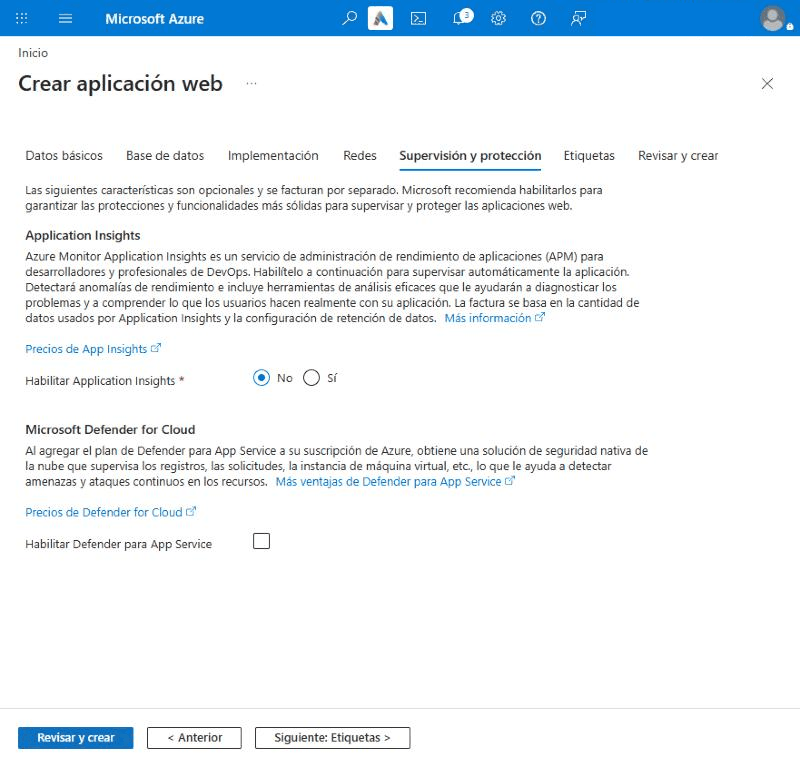 Microsoft Azure
3
Inicio
Crear aplicación web ...
Datos básicos Base de datos Implementación Redes Supervisión y protección Etiquetas Revisar y crear
Las siguientes características son opcionales y se facturan por separado. Microsoft recomienda habilitarlos para
garantizar las protecciones y funcionalidades más sólidas para supervisar y proteger las aplicaciones web.
Application Insights
Azure Monitor Application Insights es un servicio de administración de rendimiento de aplicaciones (APM) para
desarrolladores y profesionales de DevOps. Habilítelo a continuación para supervisar automáticamente la aplicación.
Detectará anomalías de rendimiento e incluye herramientas de análisis eficaces que le ayudarán a diagnosticar los
problemas y a comprender lo que los usuarios hacen realmente con su aplicación. La factura se basa en la cantidad de
datos usados por Application Insights y la configuración de retención de datos. Más información
Precios de App Insights
Habilitar Application Insights * No Sí
Microsoft Defender for Cloud
Al agregar el plan de Defender para App Service a su suscripción de Azure, obtiene una solución de seguridad nativa de
la nube que supervisa los registros, las solicitudes, la instancia de máquina virtual, etc., lo que le ayuda a detectar
amenazas y ataques continuos en los recursos. Más ventajas de Defender para App Service
Precios de Defender for Cloud
Habilitar Defender para App Service
Revisar y crear < Anterior Siguiente: Etiquetas >